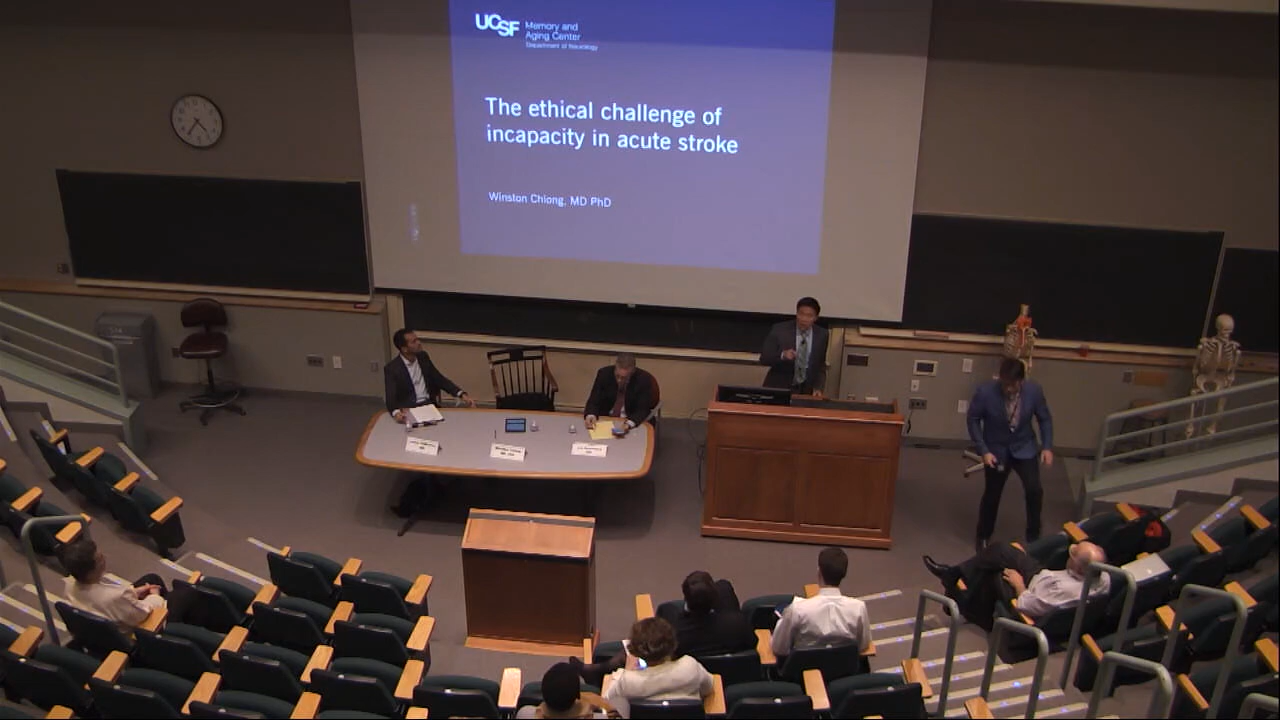 UCSF
Memory and
Aging Center
Department of Neurology
The ethical challenge of
incapacity in acute stroke
Winston Chiong, MD PhD